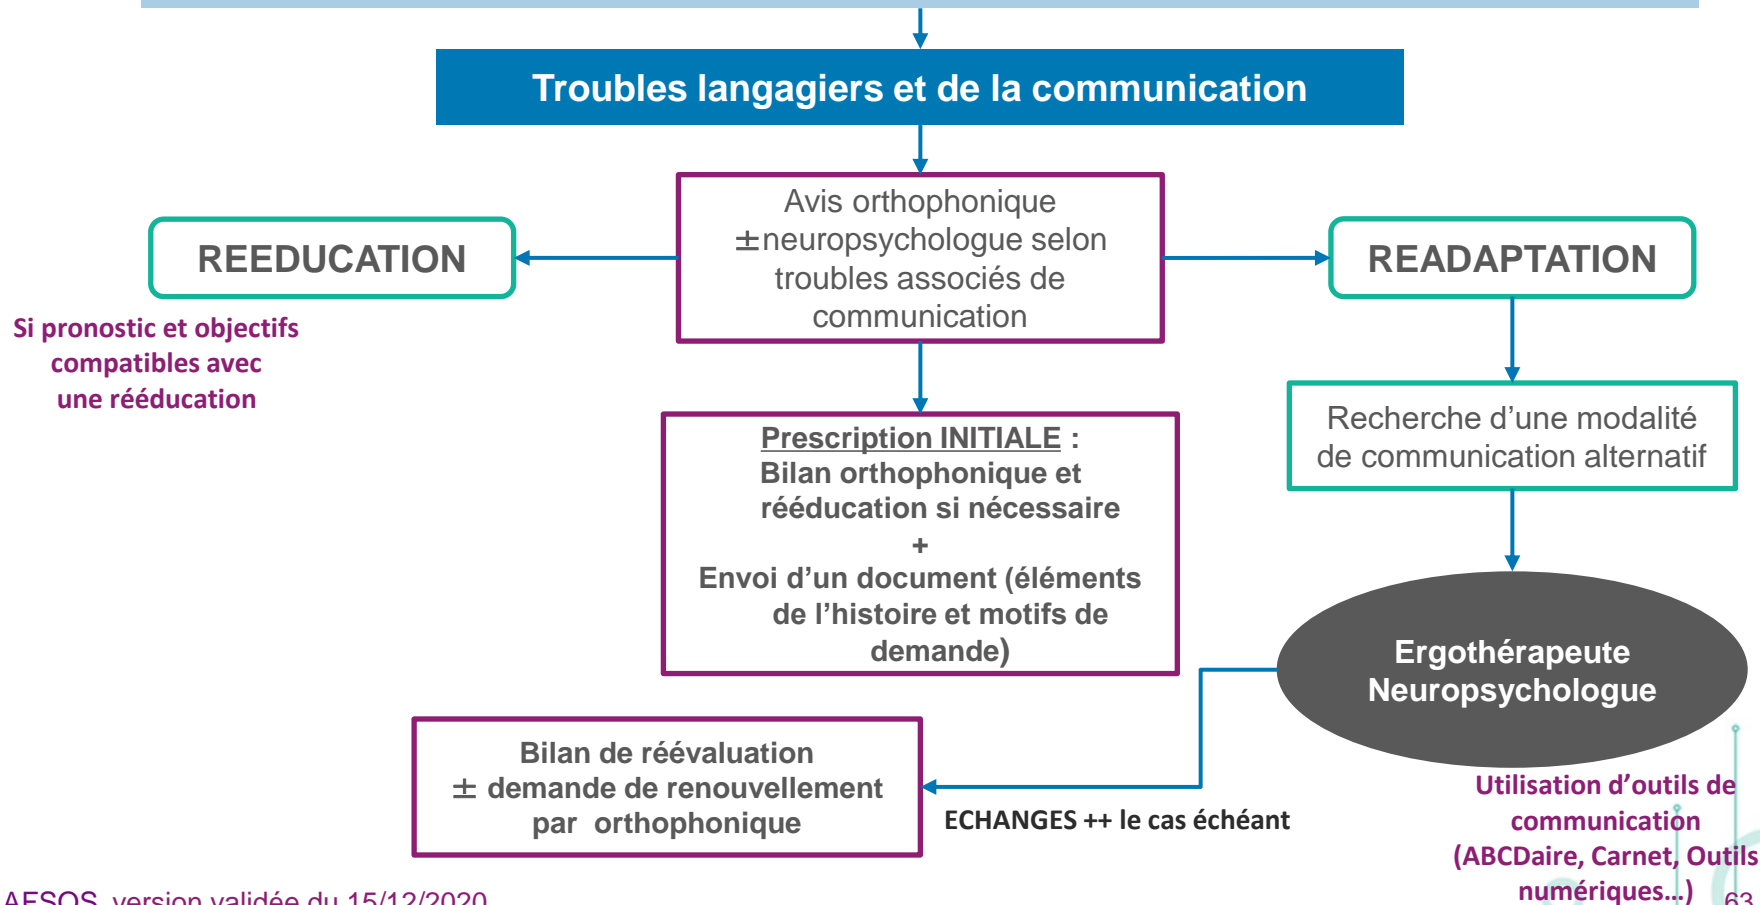 Troubles langagiers et de la communication
Avis orthophonique
±neuropsychologue selon
troubles associés de
communication
REEDUCATION
READAPTATION
Si pronostic et objectifs
compatibles avec
une rééducation
Prescription INITIALE :
Bilan orthophonique et
rééducation si nécessaire
+
Envoi d’un document (éléments
de l’histoire et motifs de
demande)
Recherche d’une modalité
de communication alternatif
Ergothérapeute
Neuropsychologue
Bilan de réévaluation
± demande de renouvellement
par orthophonique
ECHANGES ++ le cas échéant
Utilisation d’outils de
communication
(ABCDaire, Carnet, Outils
numériques…)
AFSOS, version validée du 15/12/2020
63